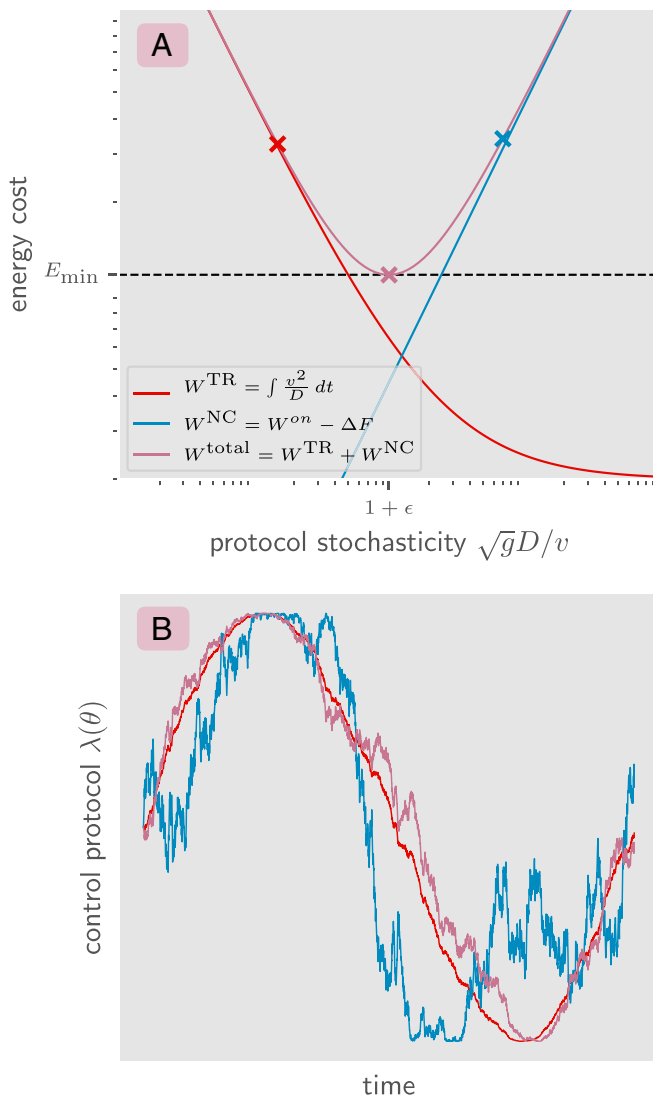 A
energy cost
E_min
W^TR = ∫ v²/D dt
W^NC = W^on − ΔF
W^total = W^TR + W^NC
1 + ϵ
protocol stochasticity √g D/v
B
control protocol λ(θ)
time